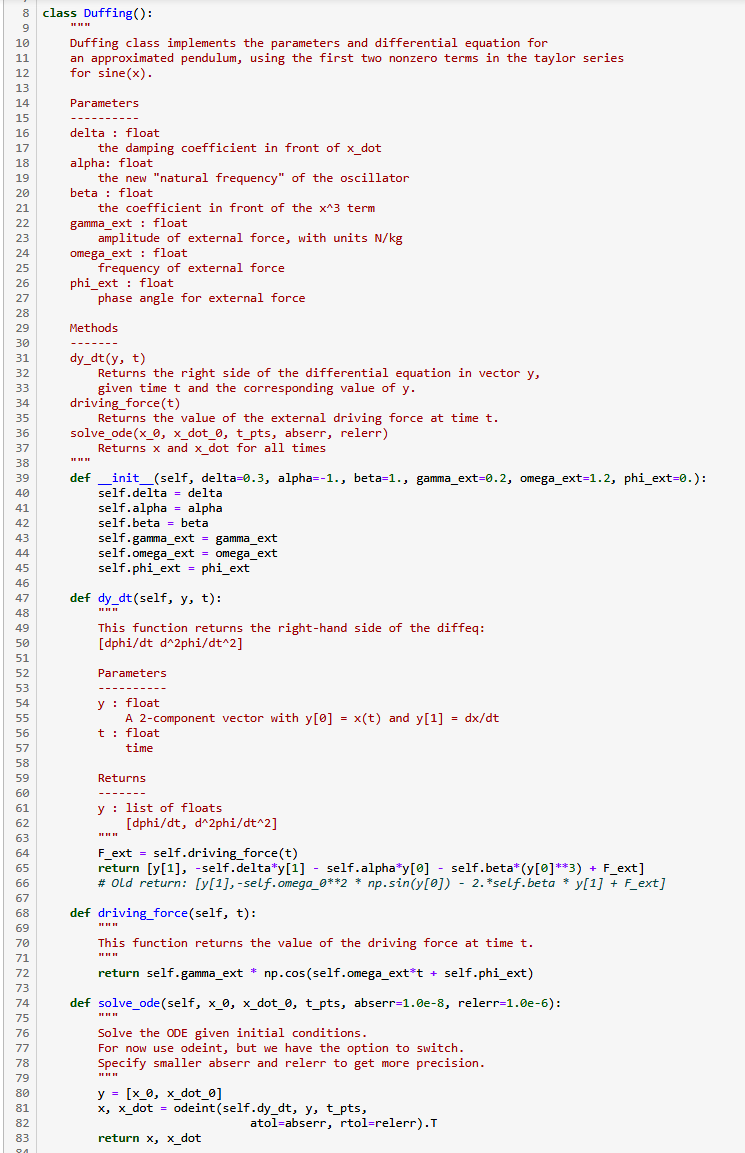 8 class Duffing():
9     """
10     Duffing class implements the parameters and differential equation for
11     an approximated pendulum, using the first two nonzero terms in the taylor series
12     for sine(x).
13
14     Parameters
15     ----------
16     delta : float
17         the damping coefficient in front of x_dot
18     alpha: float
19         the new "natural frequency" of the oscillator
20     beta : float
21         the coefficient in front of the x^3 term
22     gamma_ext : float
23         amplitude of external force, with units N/kg
24     omega_ext : float
25         frequency of external force
26     phi_ext : float
27         phase angle for external force
28
29     Methods
30     -------
31     dy_dt(y, t)
32         Returns the right side of the differential equation in vector y,
33         given time t and the corresponding value of y.
34     driving_force(t)
35         Returns the value of the external driving force at time t.
36     solve_ode(x_0, x_dot_0, t_pts, abserr, relerr)
37         Returns x and x_dot for all times
38     """
39     def __init__(self, delta=0.3, alpha=-1., beta=1., gamma_ext=0.2, omega_ext=1.2, phi_ext=0.):
40         self.delta = delta
41         self.alpha = alpha
42         self.beta = beta
43         self.gamma_ext = gamma_ext
44         self.omega_ext = omega_ext
45         self.phi_ext = phi_ext
46
47     def dy_dt(self, y, t):
48         """
49         This function returns the right-hand side of the diffeq:
50         [dphi/dt d^2phi/dt^2]
51
52         Parameters
53         ----------
54         y : float
55             A 2-component vector with y[0] = x(t) and y[1] = dx/dt
56         t : float
57             time
58
59         Returns
60         -------
61         y : list of floats
62             [dphi/dt, d^2phi/dt^2]
63         """
64         F_ext = self.driving_force(t)
65         return [y[1], -self.delta*y[1] - self.alpha*y[0] - self.beta*(y[0]**3) + F_ext]
66         # Old return: [y[1],-self.omega_0**2 * np.sin(y[0]) - 2.*self.beta * y[1] + F_ext]
67
68     def driving_force(self, t):
69         """
70         This function returns the value of the driving force at time t.
71         """
72         return self.gamma_ext * np.cos(self.omega_ext*t + self.phi_ext)
73
74     def solve_ode(self, x_0, x_dot_0, t_pts, abserr=1.0e-8, relerr=1.0e-6):
75         """
76         Solve the ODE given initial conditions.
77         For now use odeint, but we have the option to switch.
78         Specify smaller abserr and relerr to get more precision.
79         """
80         y = [x_0, x_dot_0]
81         x, x_dot = odeint(self.dy_dt, y, t_pts,
82                               atol=abserr, rtol=relerr).T
83         return x, x_dot